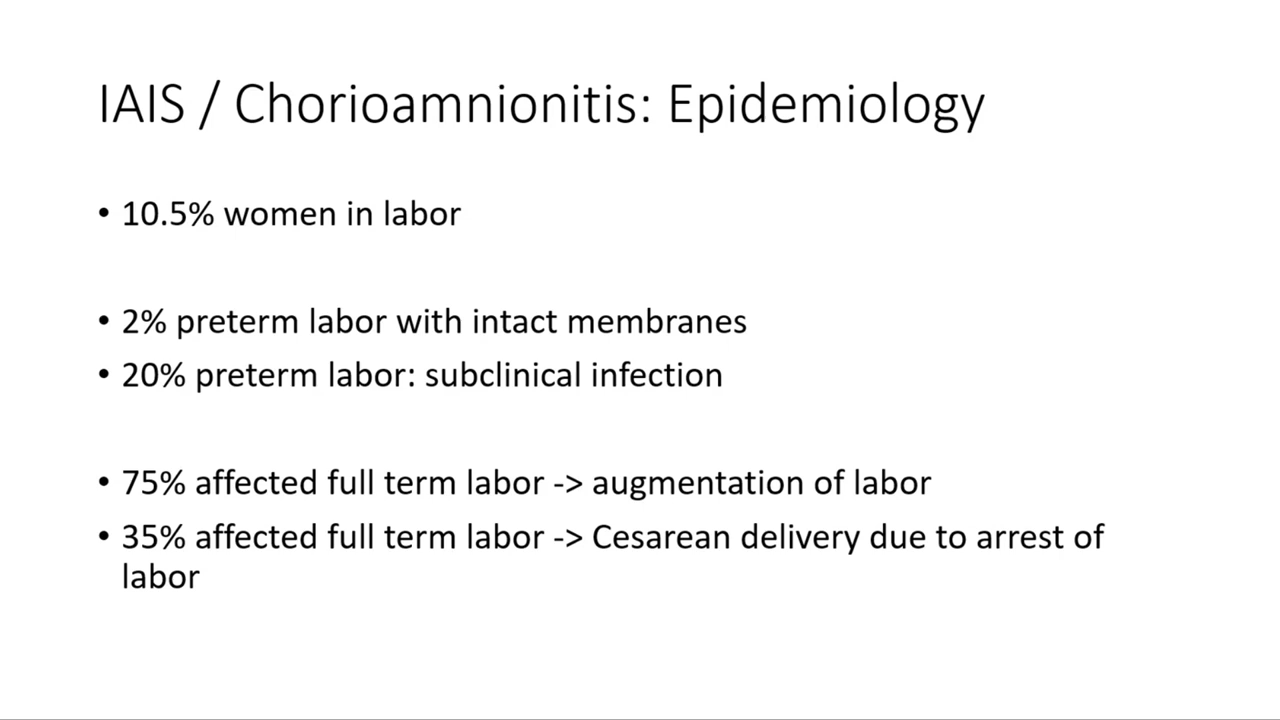 IAIS / Chorioamnionitis: Epidemiology
• 10.5% women in labor
• 2% preterm labor with intact membranes
• 20% preterm labor: subclinical infection
• 75% affected full term labor -> augmentation of labor
• 35% affected full term labor -> Cesarean delivery due to arrest of
labor